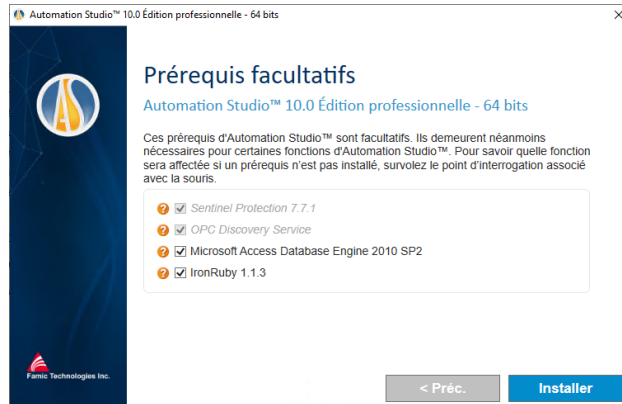 Automation Studio™ 10.0 Édition professionnelle - 64 bits
Prérequis facultatifs
Automation Studio™ 10.0 Édition professionnelle - 64 bits
Ces prérequis d'Automation Studio™ sont facultatifs. Ils demeurent néanmoins
nécessaires pour certaines fonctions d'Automation Studio™. Pour savoir quelle fonction
sera affectée si un prérequis n'est pas installé, survolez le point d'interrogation associé
avec la souris.
Sentinel Protection 7.7.1
OPC Discovery Service
Microsoft Access Database Engine 2010 SP2
IronRuby 1.1.3
Famic Technologies Inc.
< Préc.
Installer